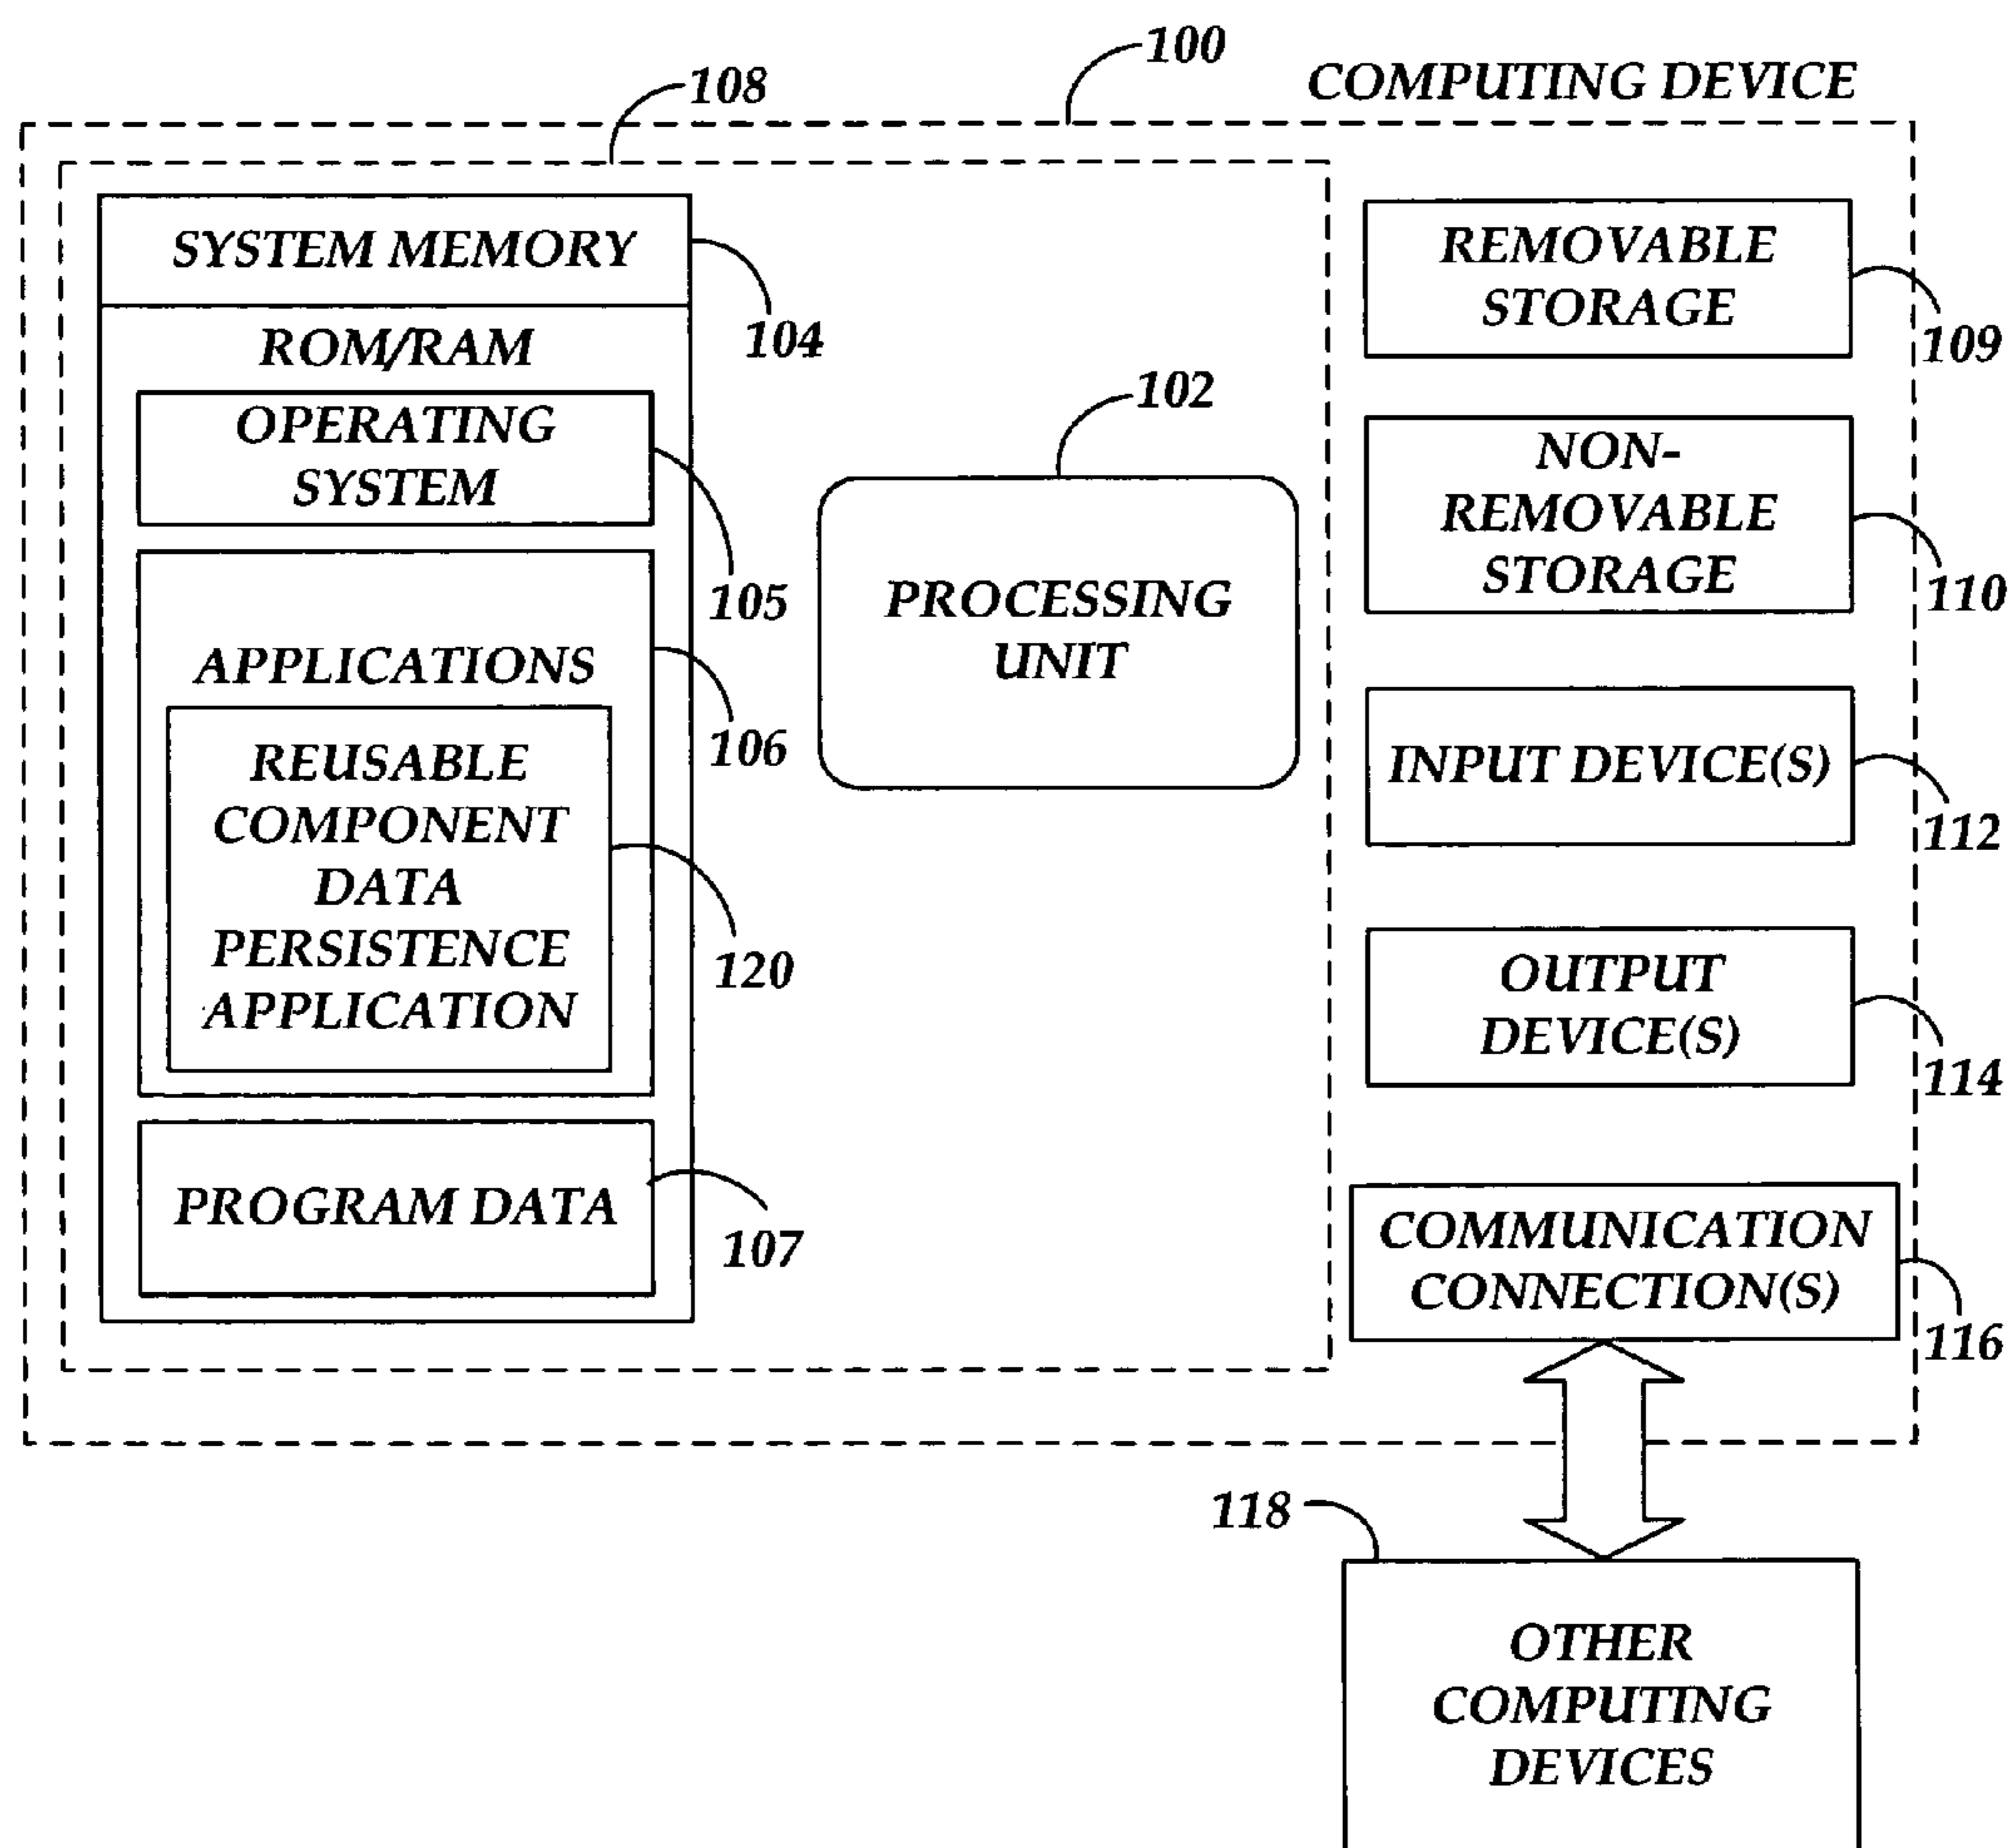 100
COMPUTING DEVICE
108
SYSTEM MEMORY
104
ROM/RAM
OPERATING
SYSTEM
105
APPLICATIONS
106
REUSABLE
COMPONENT
DATA
PERSISTENCE
APPLICATION
120
PROGRAM DATA
107
102
PROCESSING
UNIT
REMOVABLE
STORAGE
109
NON-
REMOVABLE
STORAGE
110
INPUT DEVICE(S)
112
OUTPUT
DEVICE(S)
114
COMMUNICATION
CONNECTION(S)
116
118
OTHER
COMPUTING
DEVICES